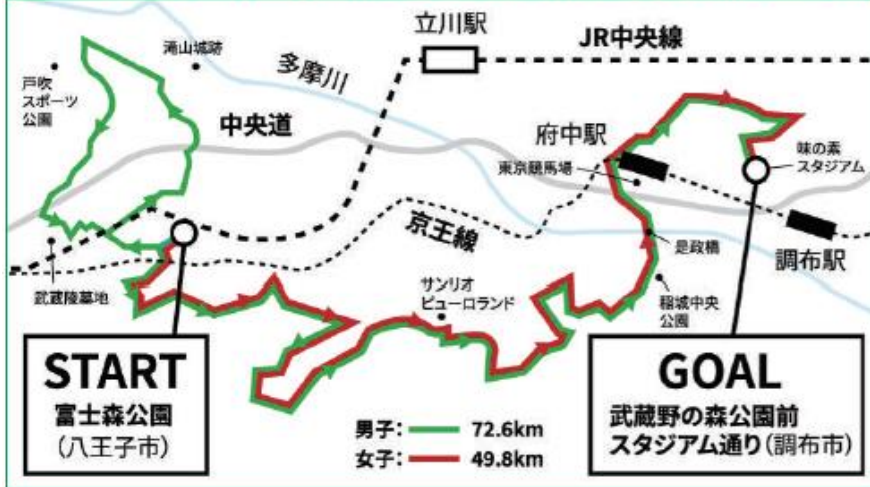 立川駅
JR中央線
滝山城跡
多摩川
戸吹
スポーツ
公園
中央道
府中駅
味の素
スタジアム
東京競馬場
京王線
是政橋
調布駅
武蔵陵墓地
サンリオ
ピューロランド
稲城中央
公園
START
富士森公園
(八王子市)
GOAL
武蔵野の森公園前
スタジアム通り(調布市)
男子: 72.6km
女子: 49.8km